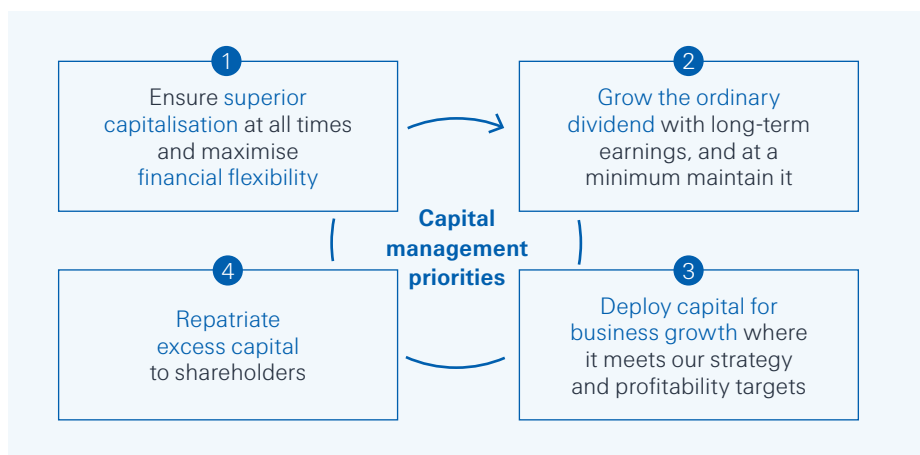 1
Ensure superior
capitalisation at all times
and maximise
financial flexibility
2
Grow the ordinary
dividend with long-term
earnings, and at a
minimum maintain it
Capital
management
priorities
4
Repatriate
excess capital
to shareholders
3
Deploy capital for
business growth where
it meets our strategy
and profitability targets